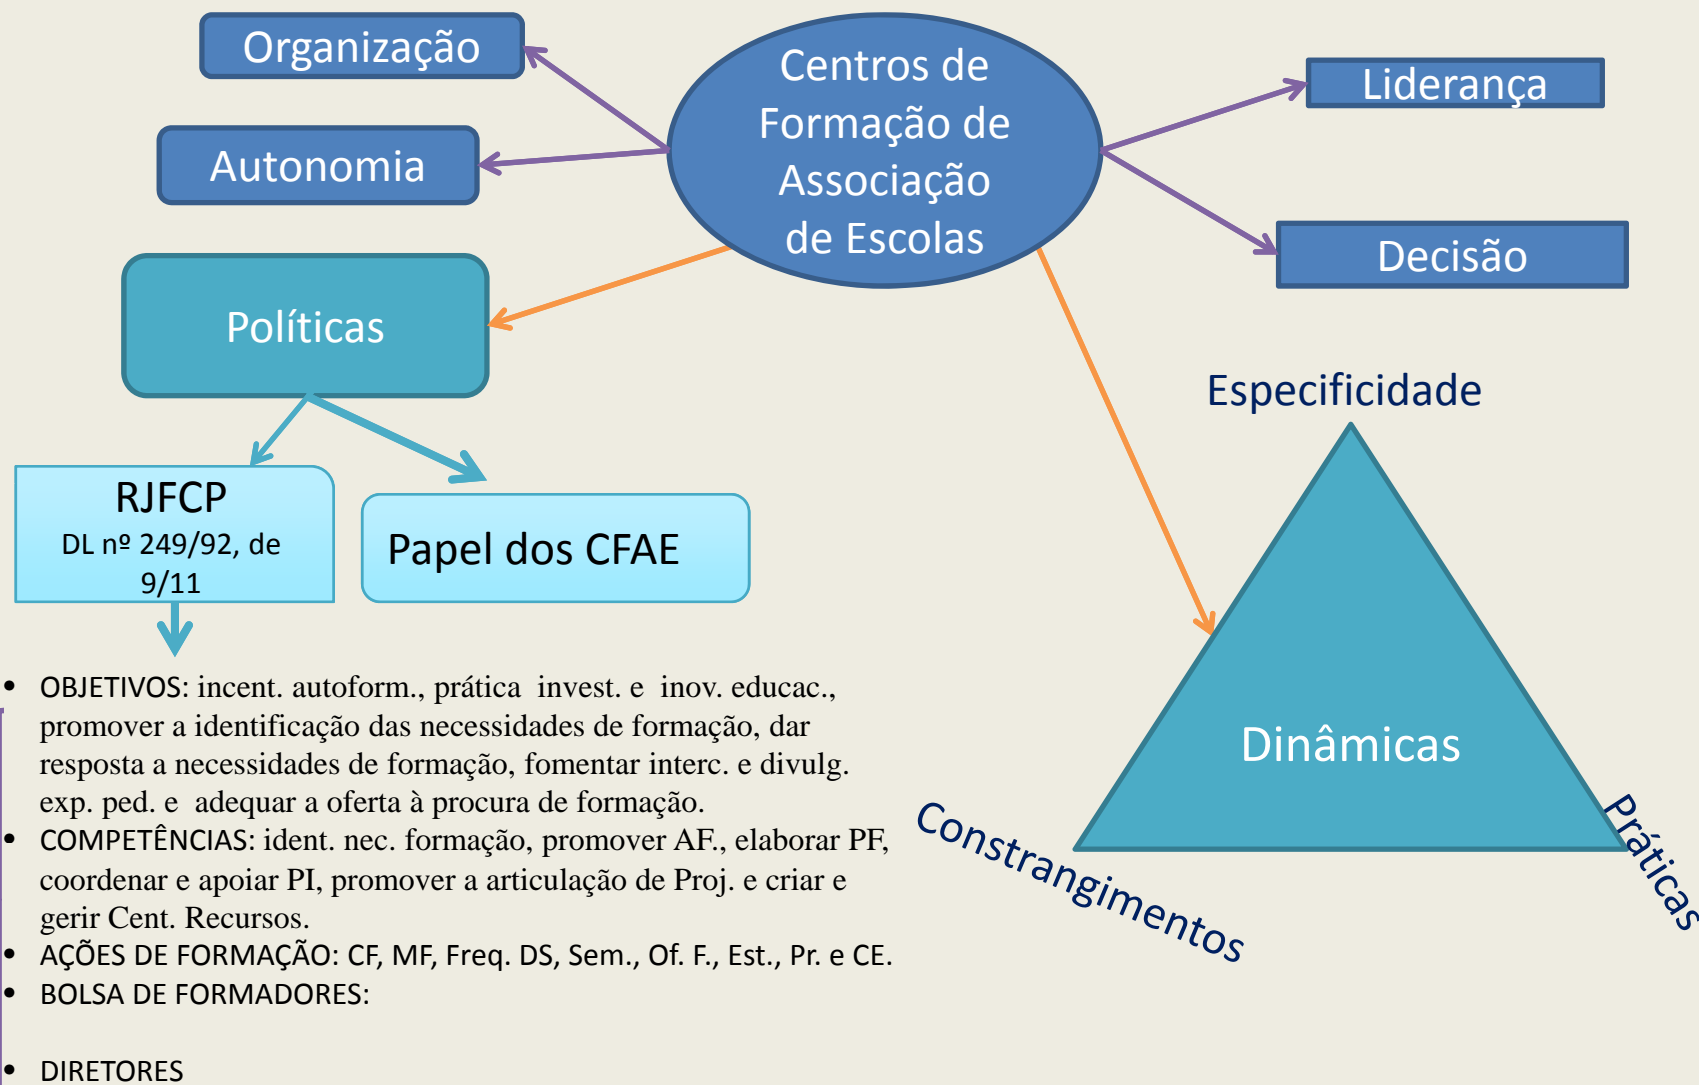 Organização
Autonomia
Centros de
Formação de
Associação
de Escolas
Liderança
Decisão
Políticas
RJFCP
DL nº 249/92, de
9/11
Papel dos CFAE
Especificidade
Dinâmicas
Constrangimentos
Práticas
• OBJETIVOS: incent. autoform., prática invest. e inov. educac.,
promover a identificação das necessidades de formação, dar
resposta a necessidades de formação, fomentar interc. e divulg.
exp. ped. e adequar a oferta à procura de formação.
• COMPETÊNCIAS: ident. nec. formação, promover AF., elaborar PF,
coordenar e apoiar PI, promover a articulação de Proj. e criar e
gerir Cent. Recursos.
• AÇÕES DE FORMAÇÃO: CF, MF, Freq. DS, Sem., Of. F., Est., Pr. e CE.
• BOLSA DE FORMADORES:
• DIRETORES